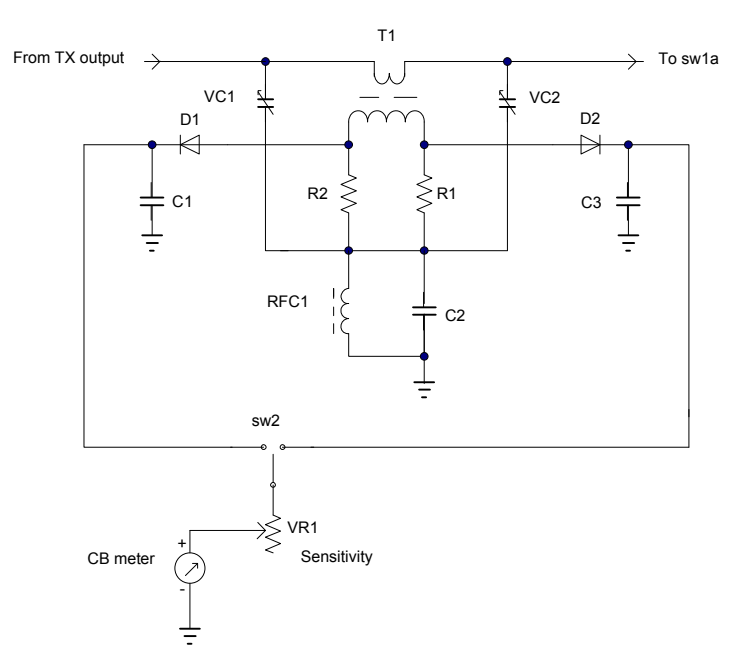 T1
From TX output
To sw1a
VC1
VC2
D1
D2
R2
R1
C1
C3
RFC1
C2
sw2
VR1
+
CB meter
Sensitivity
-